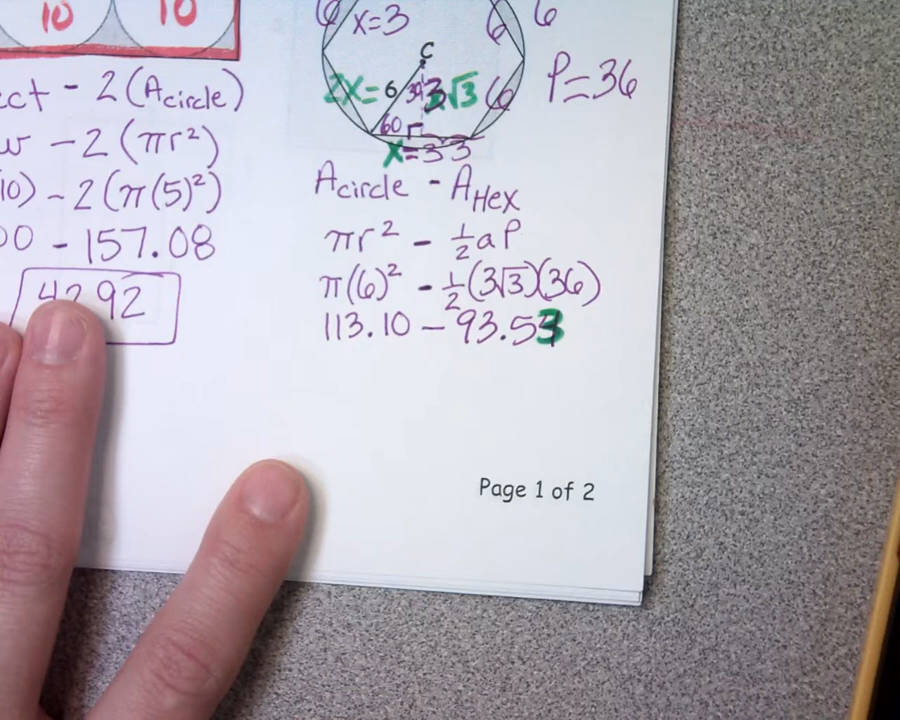 10 10
ect - 2(Acircle)
w - 2(πr²)
10) - 2(π(5)²)
00 - 157.08
42.92
6 x=3 6 6
C
2x= 6 30 3√3 6 P=36
60
x=3 3
Acircle - AHex
πr² - ½aP
π(6)² - ½(3√3)(36)
113.10 - 93.53
Page 1 of 2